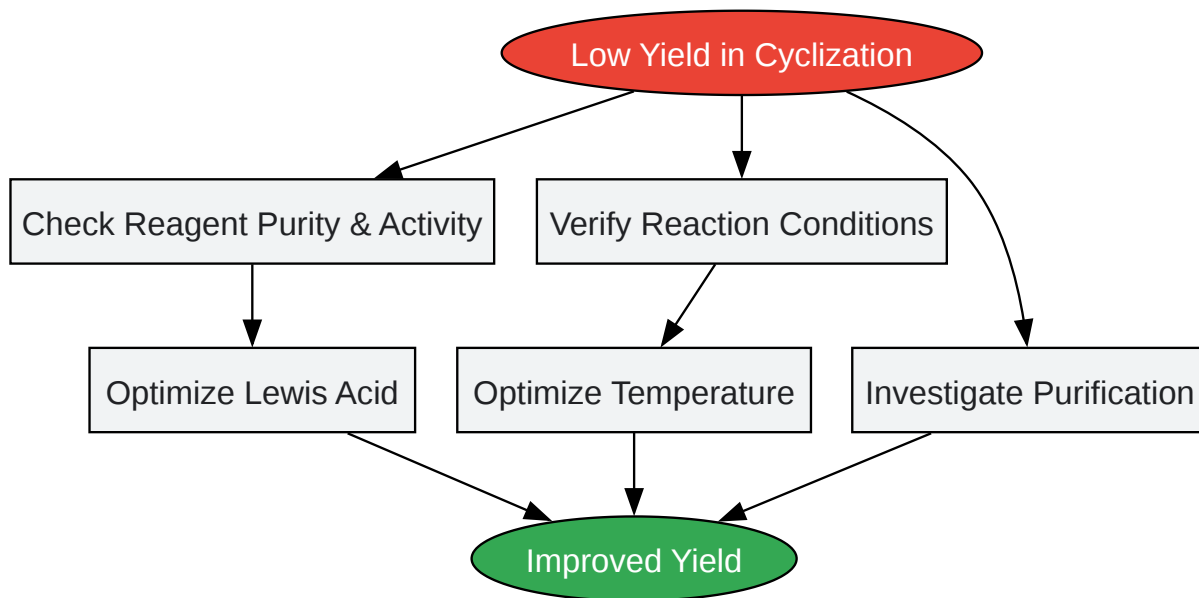 Low Yield in Cyclization
Check Reagent Purity & Activity
Verify Reaction Conditions
Optimize Lewis Acid
Optimize Temperature
Investigate Purification
Improved Yield